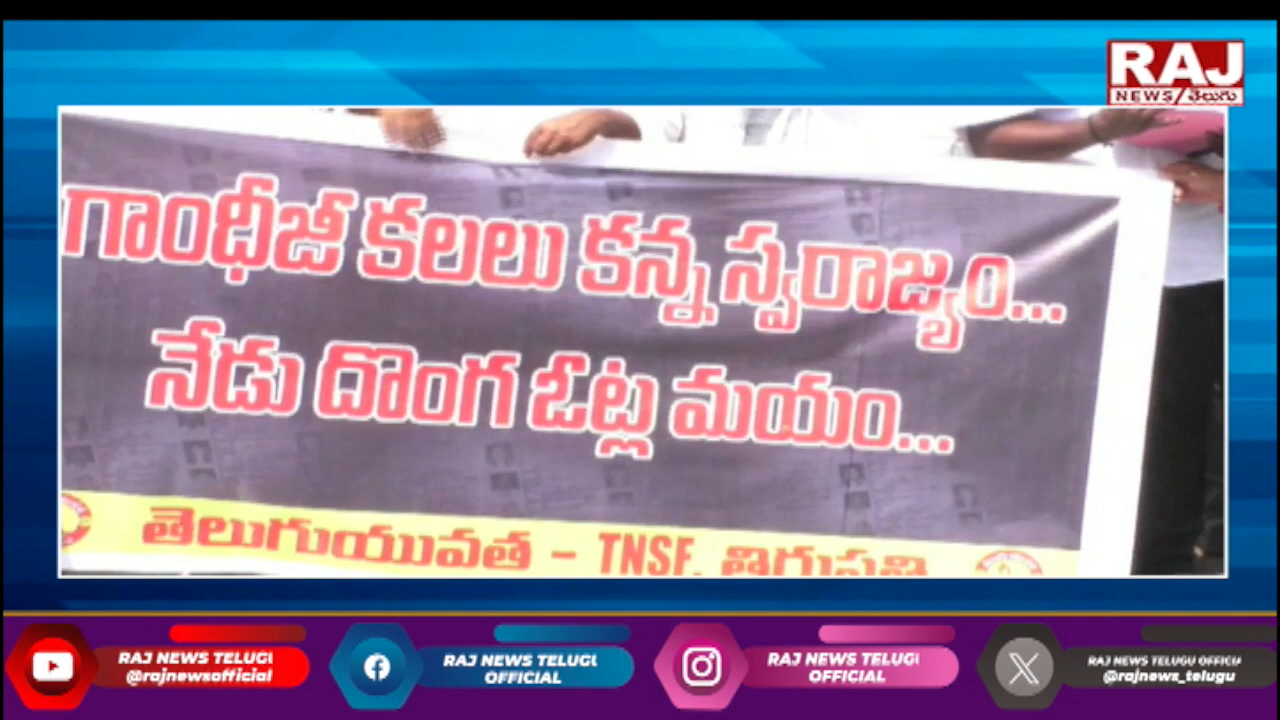 RAJ
NEWS తెలుగు
గాంధీజీ కలలు కన్న స్వరాజ్యం...
నేడు దొంగ ఓట్ల మయం...
తెలుగుయువత – TNSF, తిరుపతి
RAJ NEWS TELUGU
@rajnewsofficial
RAJ NEWS TELUGU
OFFICIAL
RAJ NEWS TELUGU
OFFICIAL
RAJ NEWS TELUGU OFFICIAL
@rajnews_telugu